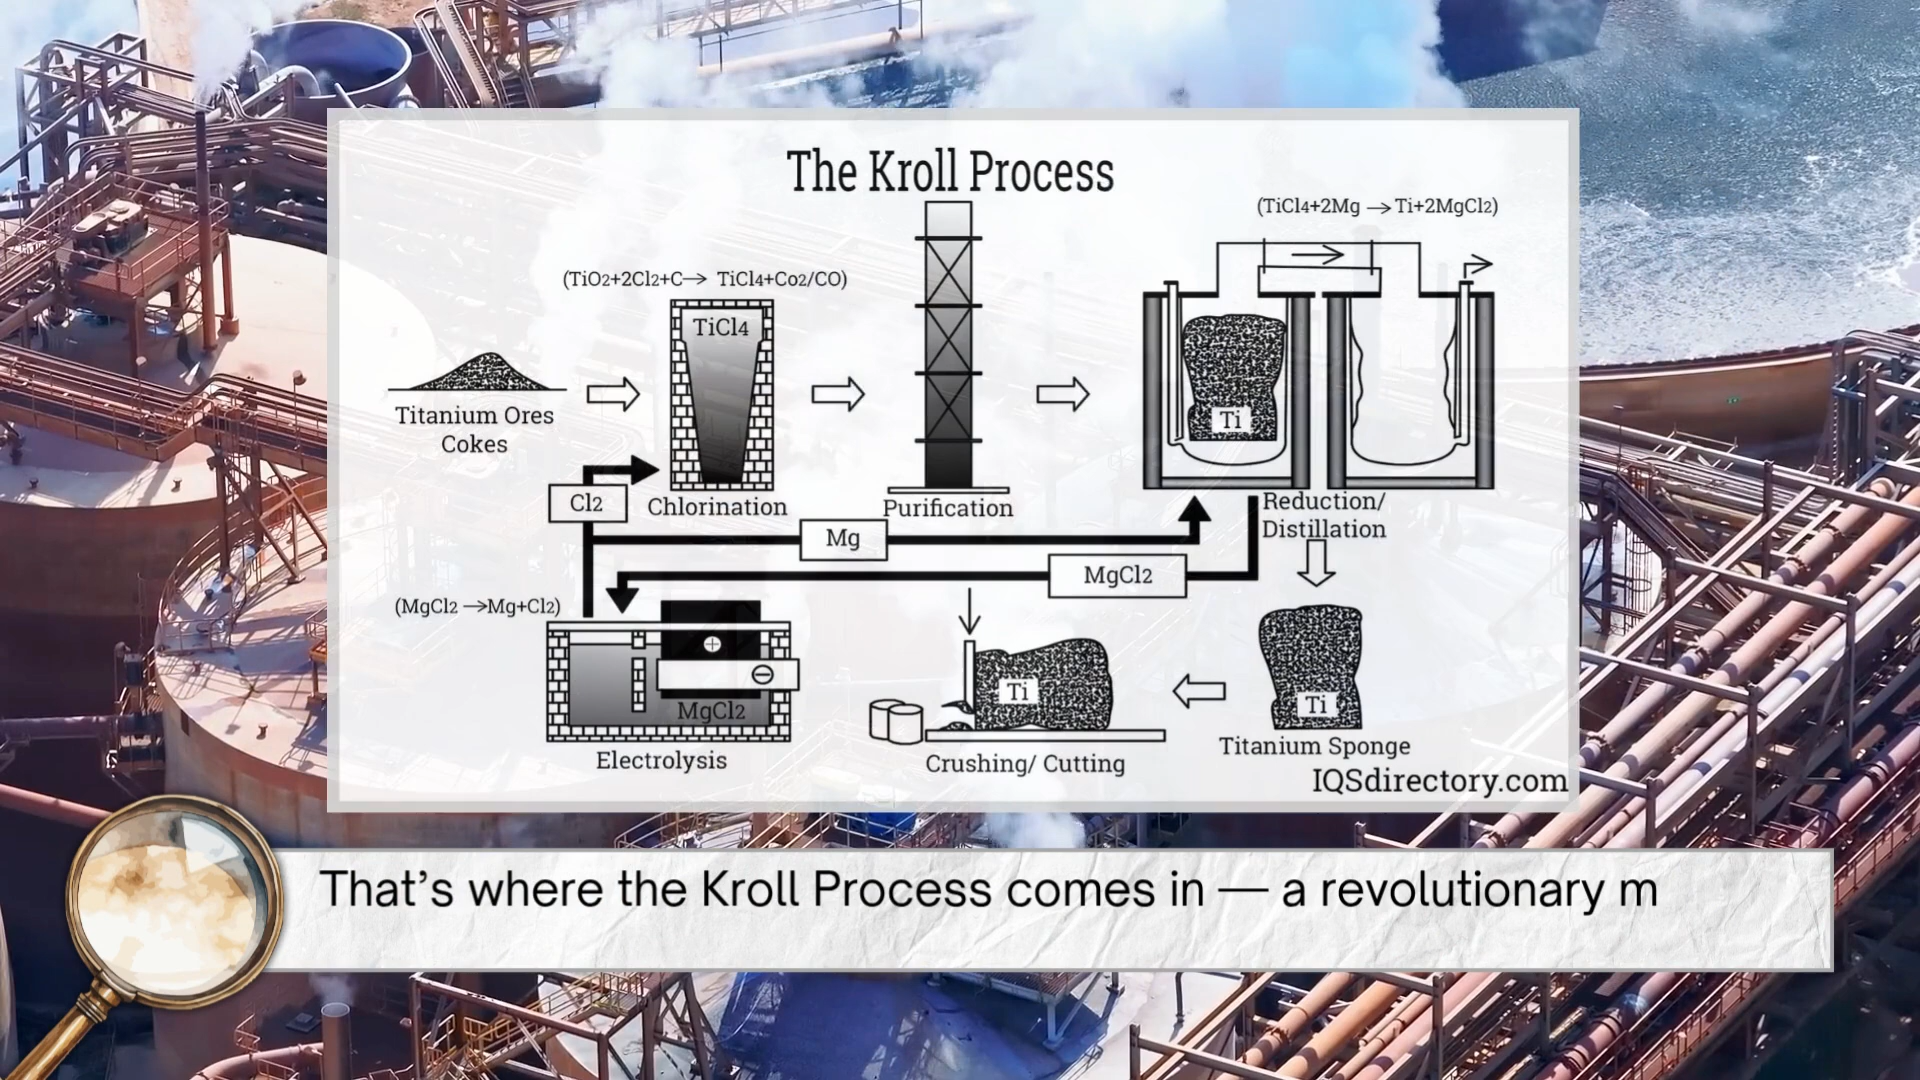 The Kroll Process
(TiCl4+2Mg →Ti+2MgCl2)
(TiO2+2Cl2+C→ TiCl4+Co2/CO)
TiCl4
Titanium Ores
Cokes
Ti
Cl2
Chlorination
Purification
Reduction/
Distillation
Mg
MgCl2
(MgCl2 →Mg+Cl2)
+
−
MgCl2
Electrolysis
Ti
Crushing/ Cutting
Ti
Titanium Sponge
IQSdirectory.com
That’s where the Kroll Process comes in — a revolutionary m